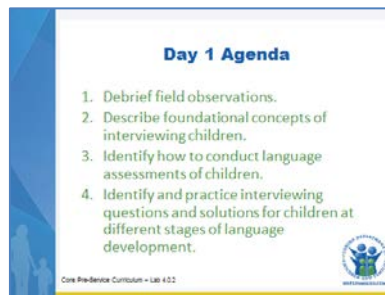 Day 1 Agenda
1. Debrief field observations.
2. Describe foundational concepts of
interviewing children.
3. Identify how to conduct language
assessments of children.
4. Identify and practice interviewing
questions and solutions for children at
different stages of language
development.
Core Pre-Service Curriculum – Lab 4.0.2